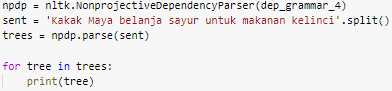 npdp = nltk.NonprojectiveDependencyParser(dep_grammar_4)
sent = 'Kakak Maya belanja sayur untuk makanan kelinci'.split()
trees = npdp.parse(sent)
for tree in trees:
    print(tree)